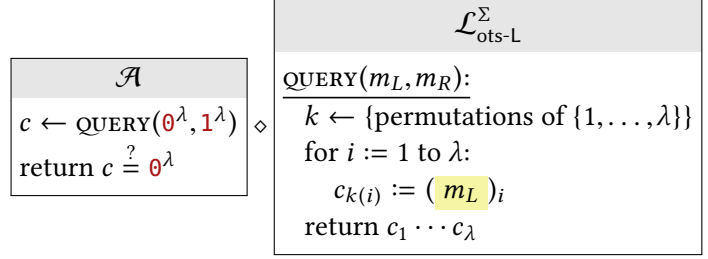 𝒜
c ← QUERY(0^λ, 1^λ)
return c ≟ 0^λ
⋄
ℒ^Σ_ots-L
QUERY(m_L, m_R):
k ← {permutations of {1, . . . , λ}}
for i := 1 to λ:
c_k(i) := ( m_L )_i
return c_1 · · · c_λ